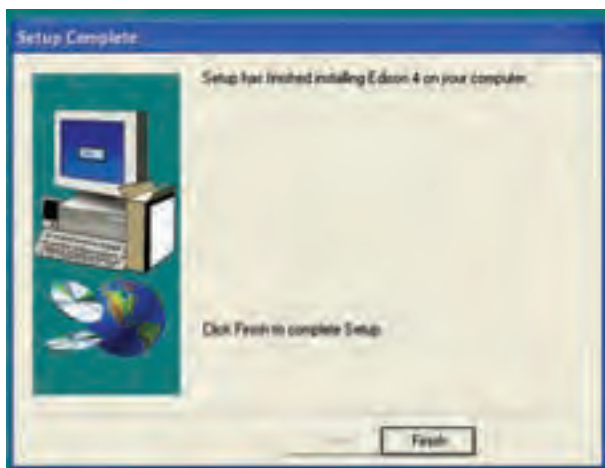 Setup Complete
Setup has finished installing Edison 4 on your computer.
Click Finish to complete Setup.
Finish